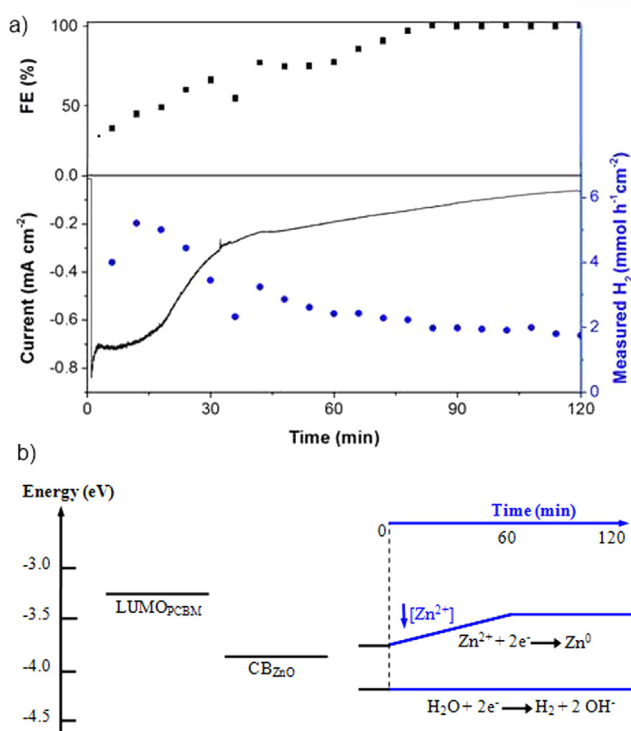 a)
100
50
0.0
FE (%)
-0.2
-0.4
-0.6
-0.8
Current (mA cm-2)
6
4
2
0
Measured H2 (mmol h-1cm-2)
0
30
60
90
120
Time (min)
b)
Energy (eV)
-3.0
-3.5
-4.0
-4.5
LUMOPCBM
CBZnO
Time (min)
0
60
120
[Zn2+]
Zn2+ + 2e- Zn0
H2O + 2e- H2 + 2 OH-